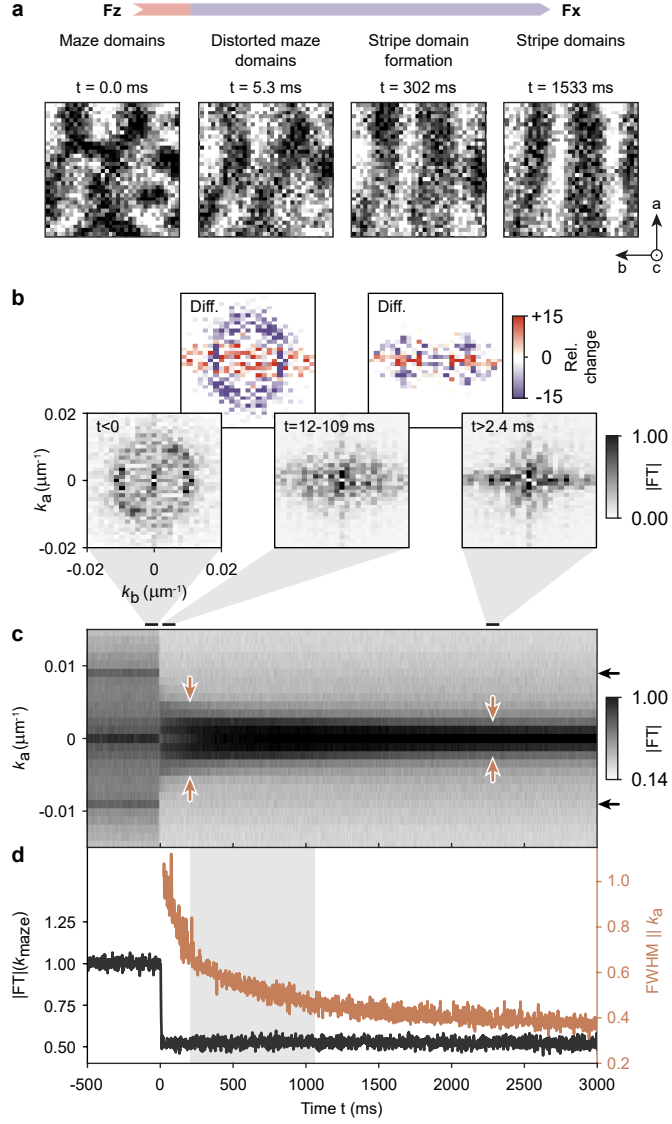 a
Fz Fx
Maze domains
Distorted maze
domains
Stripe domain
formation
Stripe domains
t = 0.0 ms
t = 5.3 ms
t = 302 ms
t = 1533 ms
a
b
c
b
Diff.
Diff.
+15
0
-15
Rel.
change
t<0
t=12-109 ms
t>2.4 ms
0.02
0
-0.02
ka (μm-1)
-0.02
0
0.02
kb (μm-1)
1.00
0.00
|FT|
c
0.01
0
-0.01
ka (μm-1)
1.00
0.14
|FT|
d
1.25
1.00
0.75
0.50
|FT|(kmaze)
1.0
0.8
0.6
0.4
0.2
FWHM || ka
-500
0
500
1000
1500
2000
2500
3000
Time t (ms)